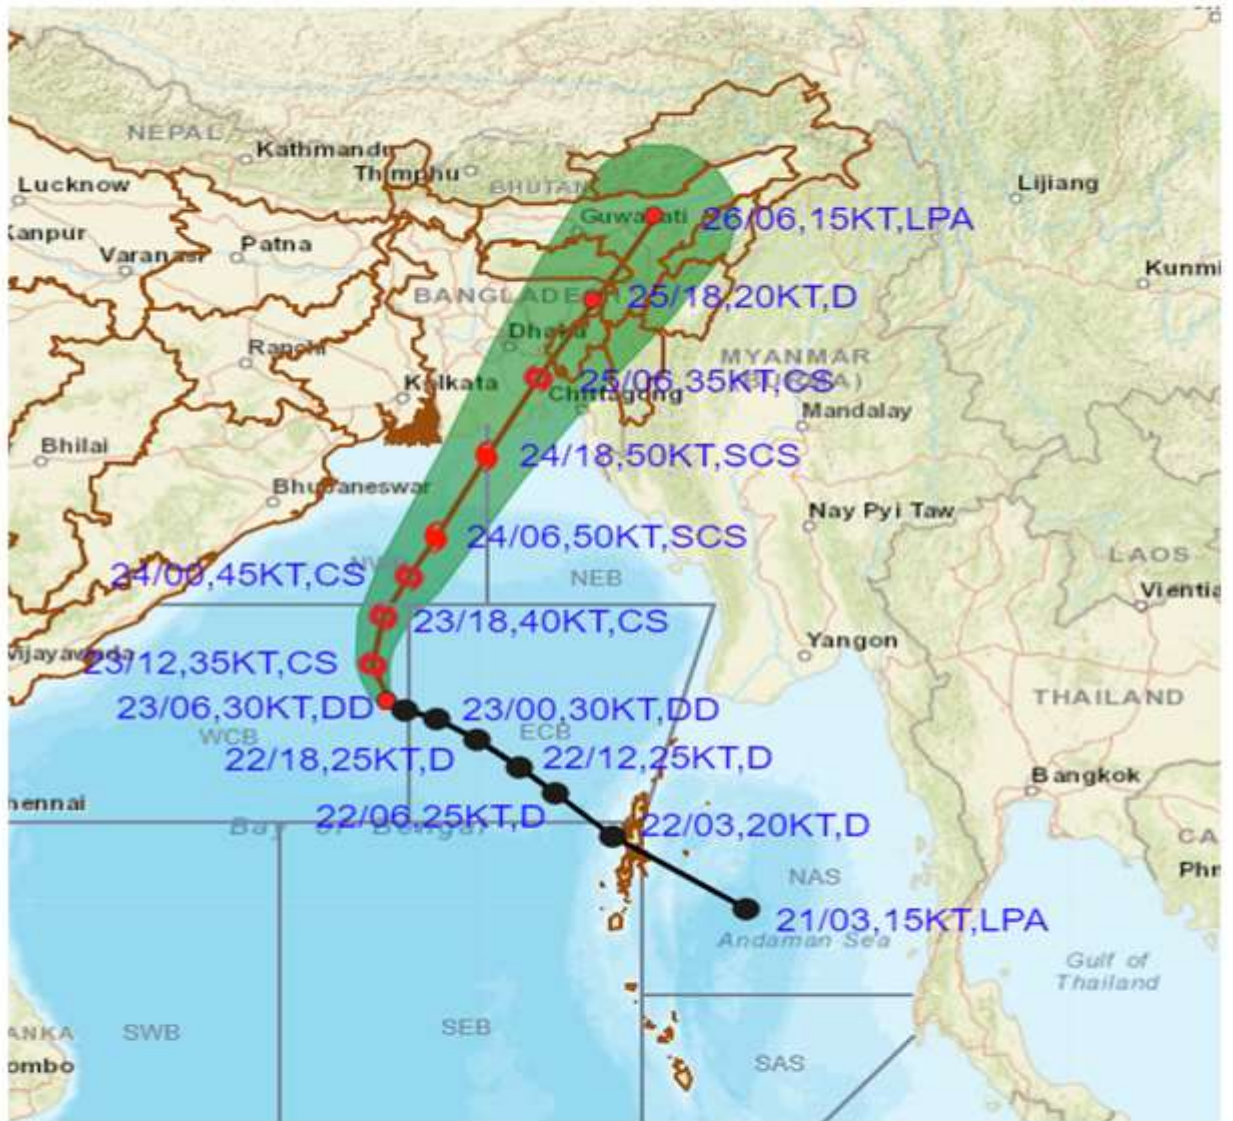 NEPAL
Kathmandu
Thimphu
BHUTAN
Lucknow
Lijiang
Kanpur
Patna
Guwahati
26/06,15KT,LPA
Varanasi
Kunmi
BANGLADESH
25/18,20KT,D
Dhaka
Ranchi
MYANMAR
Kolkata
25/06,35KT,CS
Chittagong
Mandalay
Bhilai
24/18,50KT,SCS
Bhubaneswar
Nay Pyi Taw
24/06,50KT,SCS
LAOS
24/00,45KT,CS
NEB
Vientia
23/18,40KT,CS
Yangon
Vijayawada
23/12,35KT,CS
THAILAND
23/06,30KT,DD
23/00,30KT,DD
WCB
ECB
22/18,25KT,D
22/12,25KT,D
Bangkok
hennai
22/06,25KT,D
22/03,20KT,D
Bay of Bengal
CA
Phn
NAS
21/03,15KT,LPA
Andaman Sea
Gulf of
Thailand
ANKA
SWB
SEB
ombo
SAS